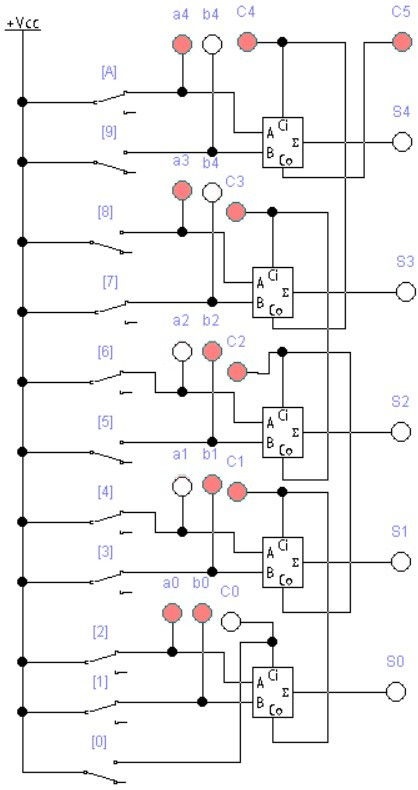 a4 b4 C4 C5
+Vcc
[A]
Ci
A
Σ
S4
[9]
B
Co
a3 b4 C3
[8]
Ci
A
Σ
S3
[7]
B
Co
a2 b2 C2
[6]
Ci
A
Σ
S2
[5]
B
Co
a1 b1 C1
[4]
Ci
A
Σ
S1
[3]
B
Co
a0 b0 C0
[2]
Ci
A
Σ
S0
[1]
B
Co
[0]